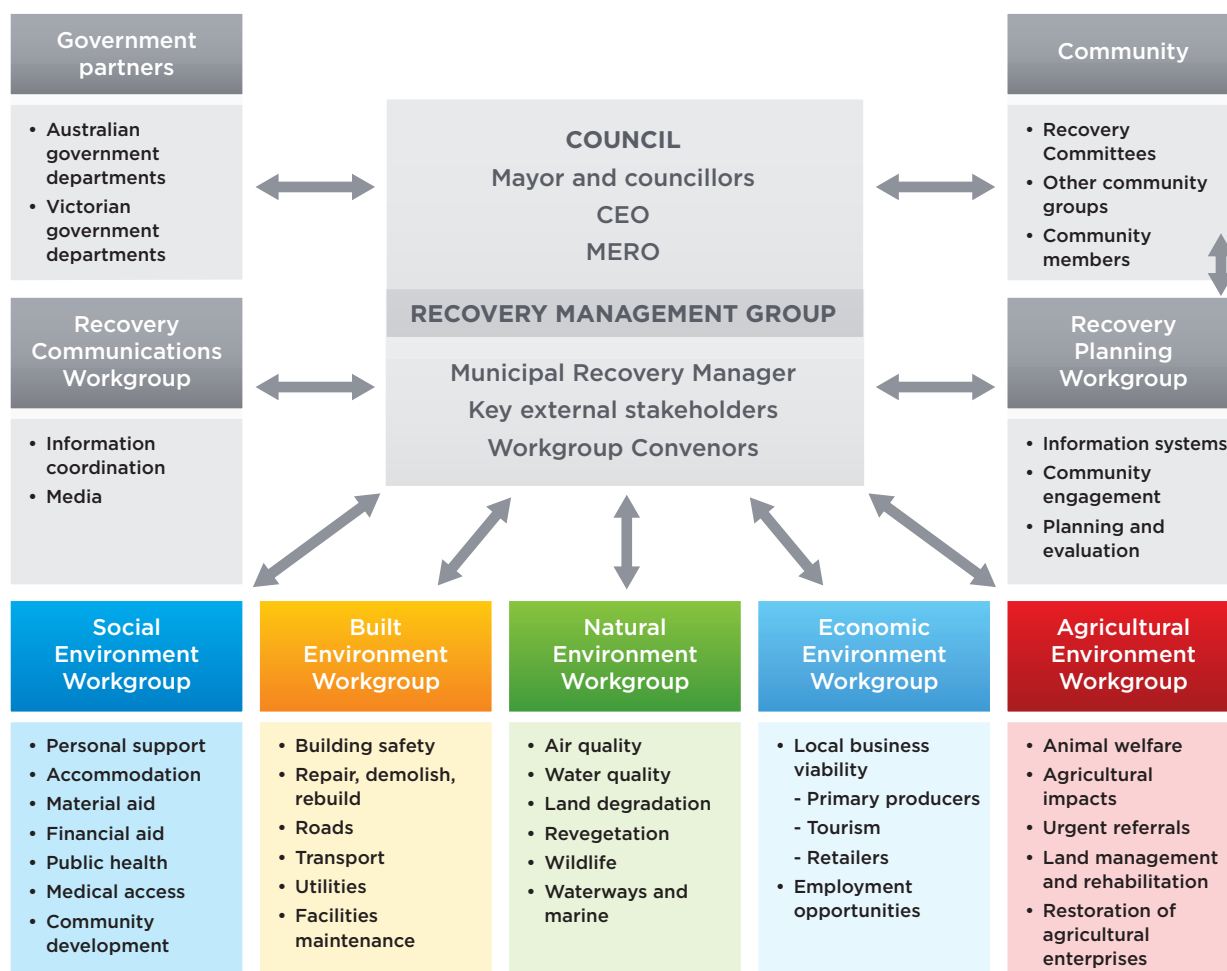 Government
partners
• Australian
government
departments
• Victorian
government
departments
COUNCIL
Mayor and councillors
CEO
MERO
RECOVERY MANAGEMENT GROUP
Municipal Recovery Manager
Key external stakeholders
Workgroup Convenors
Community
• Recovery
Committees
• Other community
groups
• Community
members
Recovery
Communications
Workgroup
• Information
coordination
• Media
Recovery
Planning
Workgroup
• Information systems
• Community
engagement
• Planning and
evaluation
Social
Environment
Workgroup
• Personal support
• Accommodation
• Material aid
• Financial aid
• Public health
• Medical access
• Community
development
Built
Environment
Workgroup
• Building safety
• Repair, demolish,
rebuild
• Roads
• Transport
• Utilities
• Facilities
maintenance
Natural
Environment
Workgroup
• Air quality
• Water quality
• Land degradation
• Revegetation
• Wildlife
• Waterways and
marine
Economic
Environment
Workgroup
• Local business
viability
- Primary producers
- Tourism
- Retailers
• Employment
opportunities
Agricultural
Environment
Workgroup
• Animal welfare
• Agricultural
impacts
• Urgent referrals
• Land management
and rehabilitation
• Restoration of
agricultural
enterprises